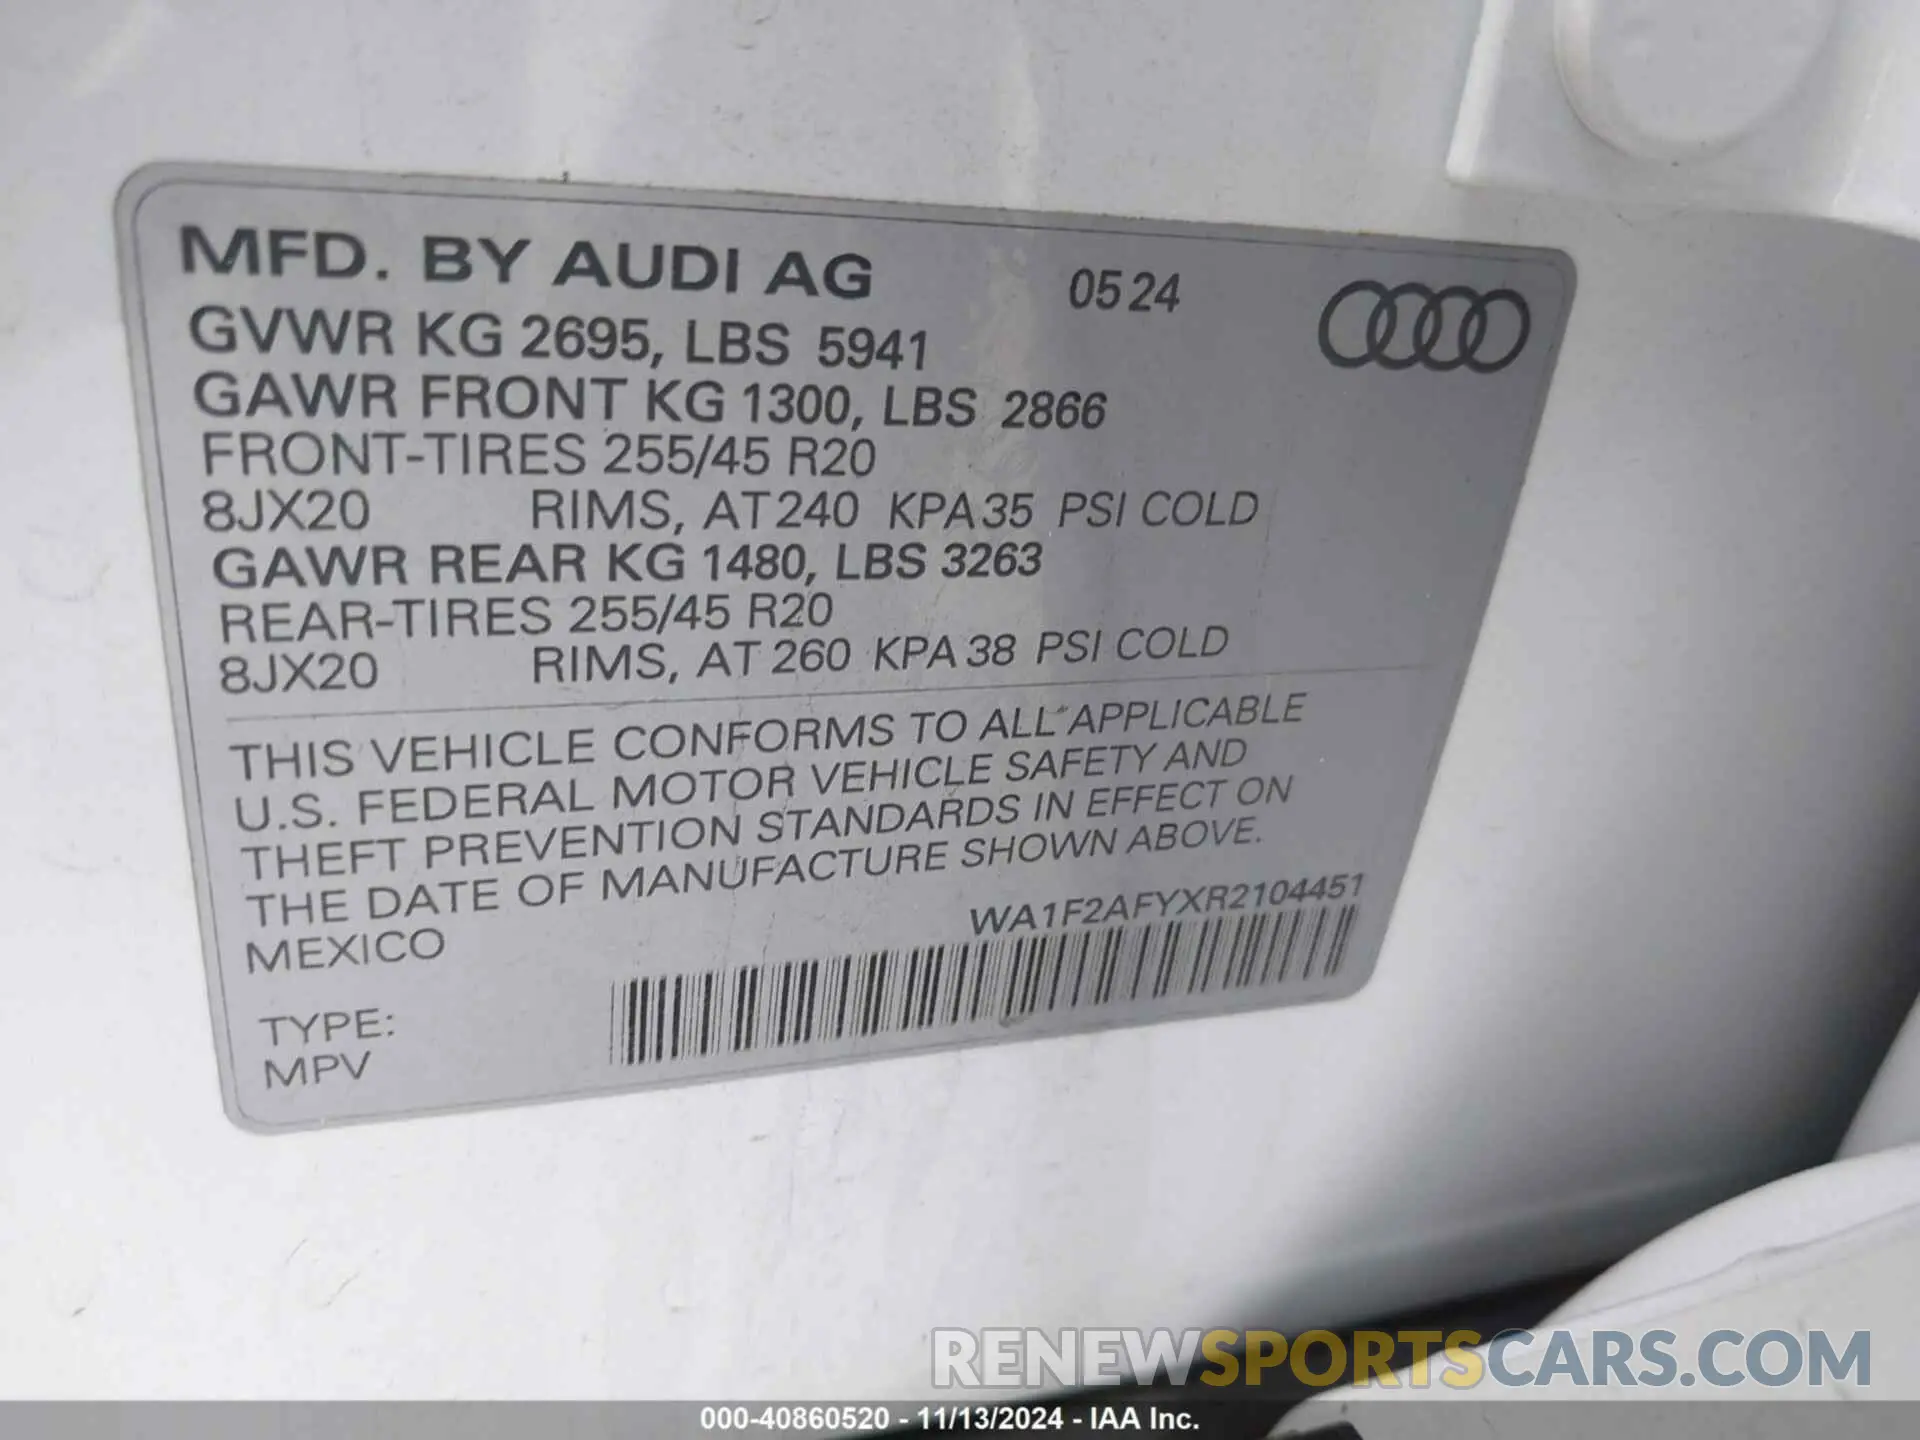 MFD. BY AUDI AG 0524
GVWR KG 2695, LBS 5941
GAWR FRONT KG 1300, LBS 2866
FRONT-TIRES 255/45 R20
8JX20 RIMS, AT 240 KPA 35 PSI COLD
GAWR REAR KG 1480, LBS 3263
REAR-TIRES 255/45 R20
8JX20 RIMS, AT 260 KPA 38 PSI COLD
THIS VEHICLE CONFORMS TO ALL APPLICABLE
U.S. FEDERAL MOTOR VEHICLE SAFETY AND
THEFT PREVENTION STANDARDS IN EFFECT ON
THE DATE OF MANUFACTURE SHOWN ABOVE.
MEXICO WA1F2AFYXR2104451
TYPE:
MPV
RENEWSPORTSCARS.COM
000-40860520 - 11/13/2024 - IAA Inc.